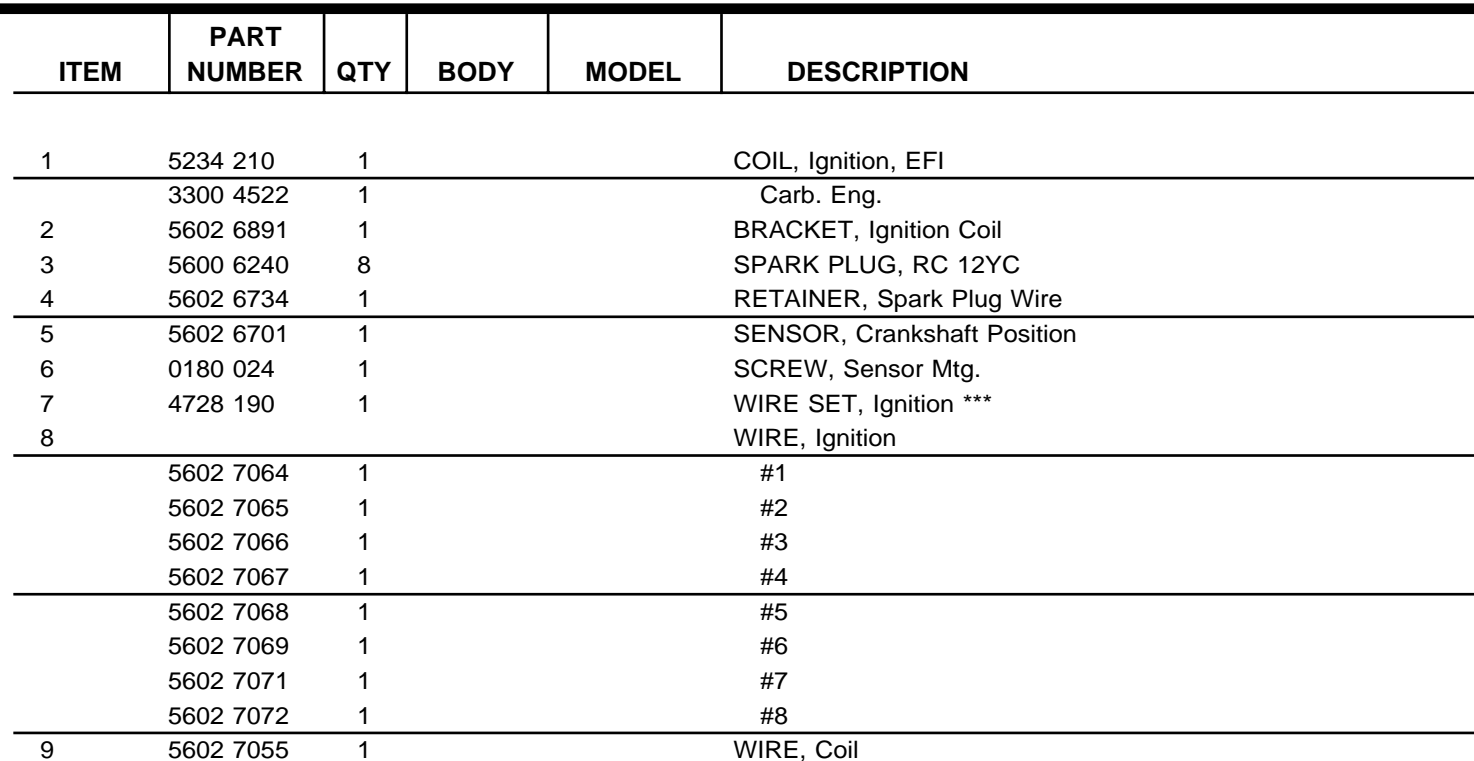 PART
ITEM NUMBER QTY BODY MODEL DESCRIPTION
1 5234 210 1 COIL, Ignition, EFI
3300 4522 1 Carb. Eng.
2 5602 6891 1 BRACKET, Ignition Coil
3 5600 6240 8 SPARK PLUG, RC 12YC
4 5602 6734 1 RETAINER, Spark Plug Wire
5 5602 6701 1 SENSOR, Crankshaft Position
6 0180 024 1 SCREW, Sensor Mtg.
7 4728 190 1 WIRE SET, Ignition ***
8 WIRE, Ignition
5602 7064 1 #1
5602 7065 1 #2
5602 7066 1 #3
5602 7067 1 #4
5602 7068 1 #5
5602 7069 1 #6
5602 7071 1 #7
5602 7072 1 #8
9 5602 7055 1 WIRE, Coil